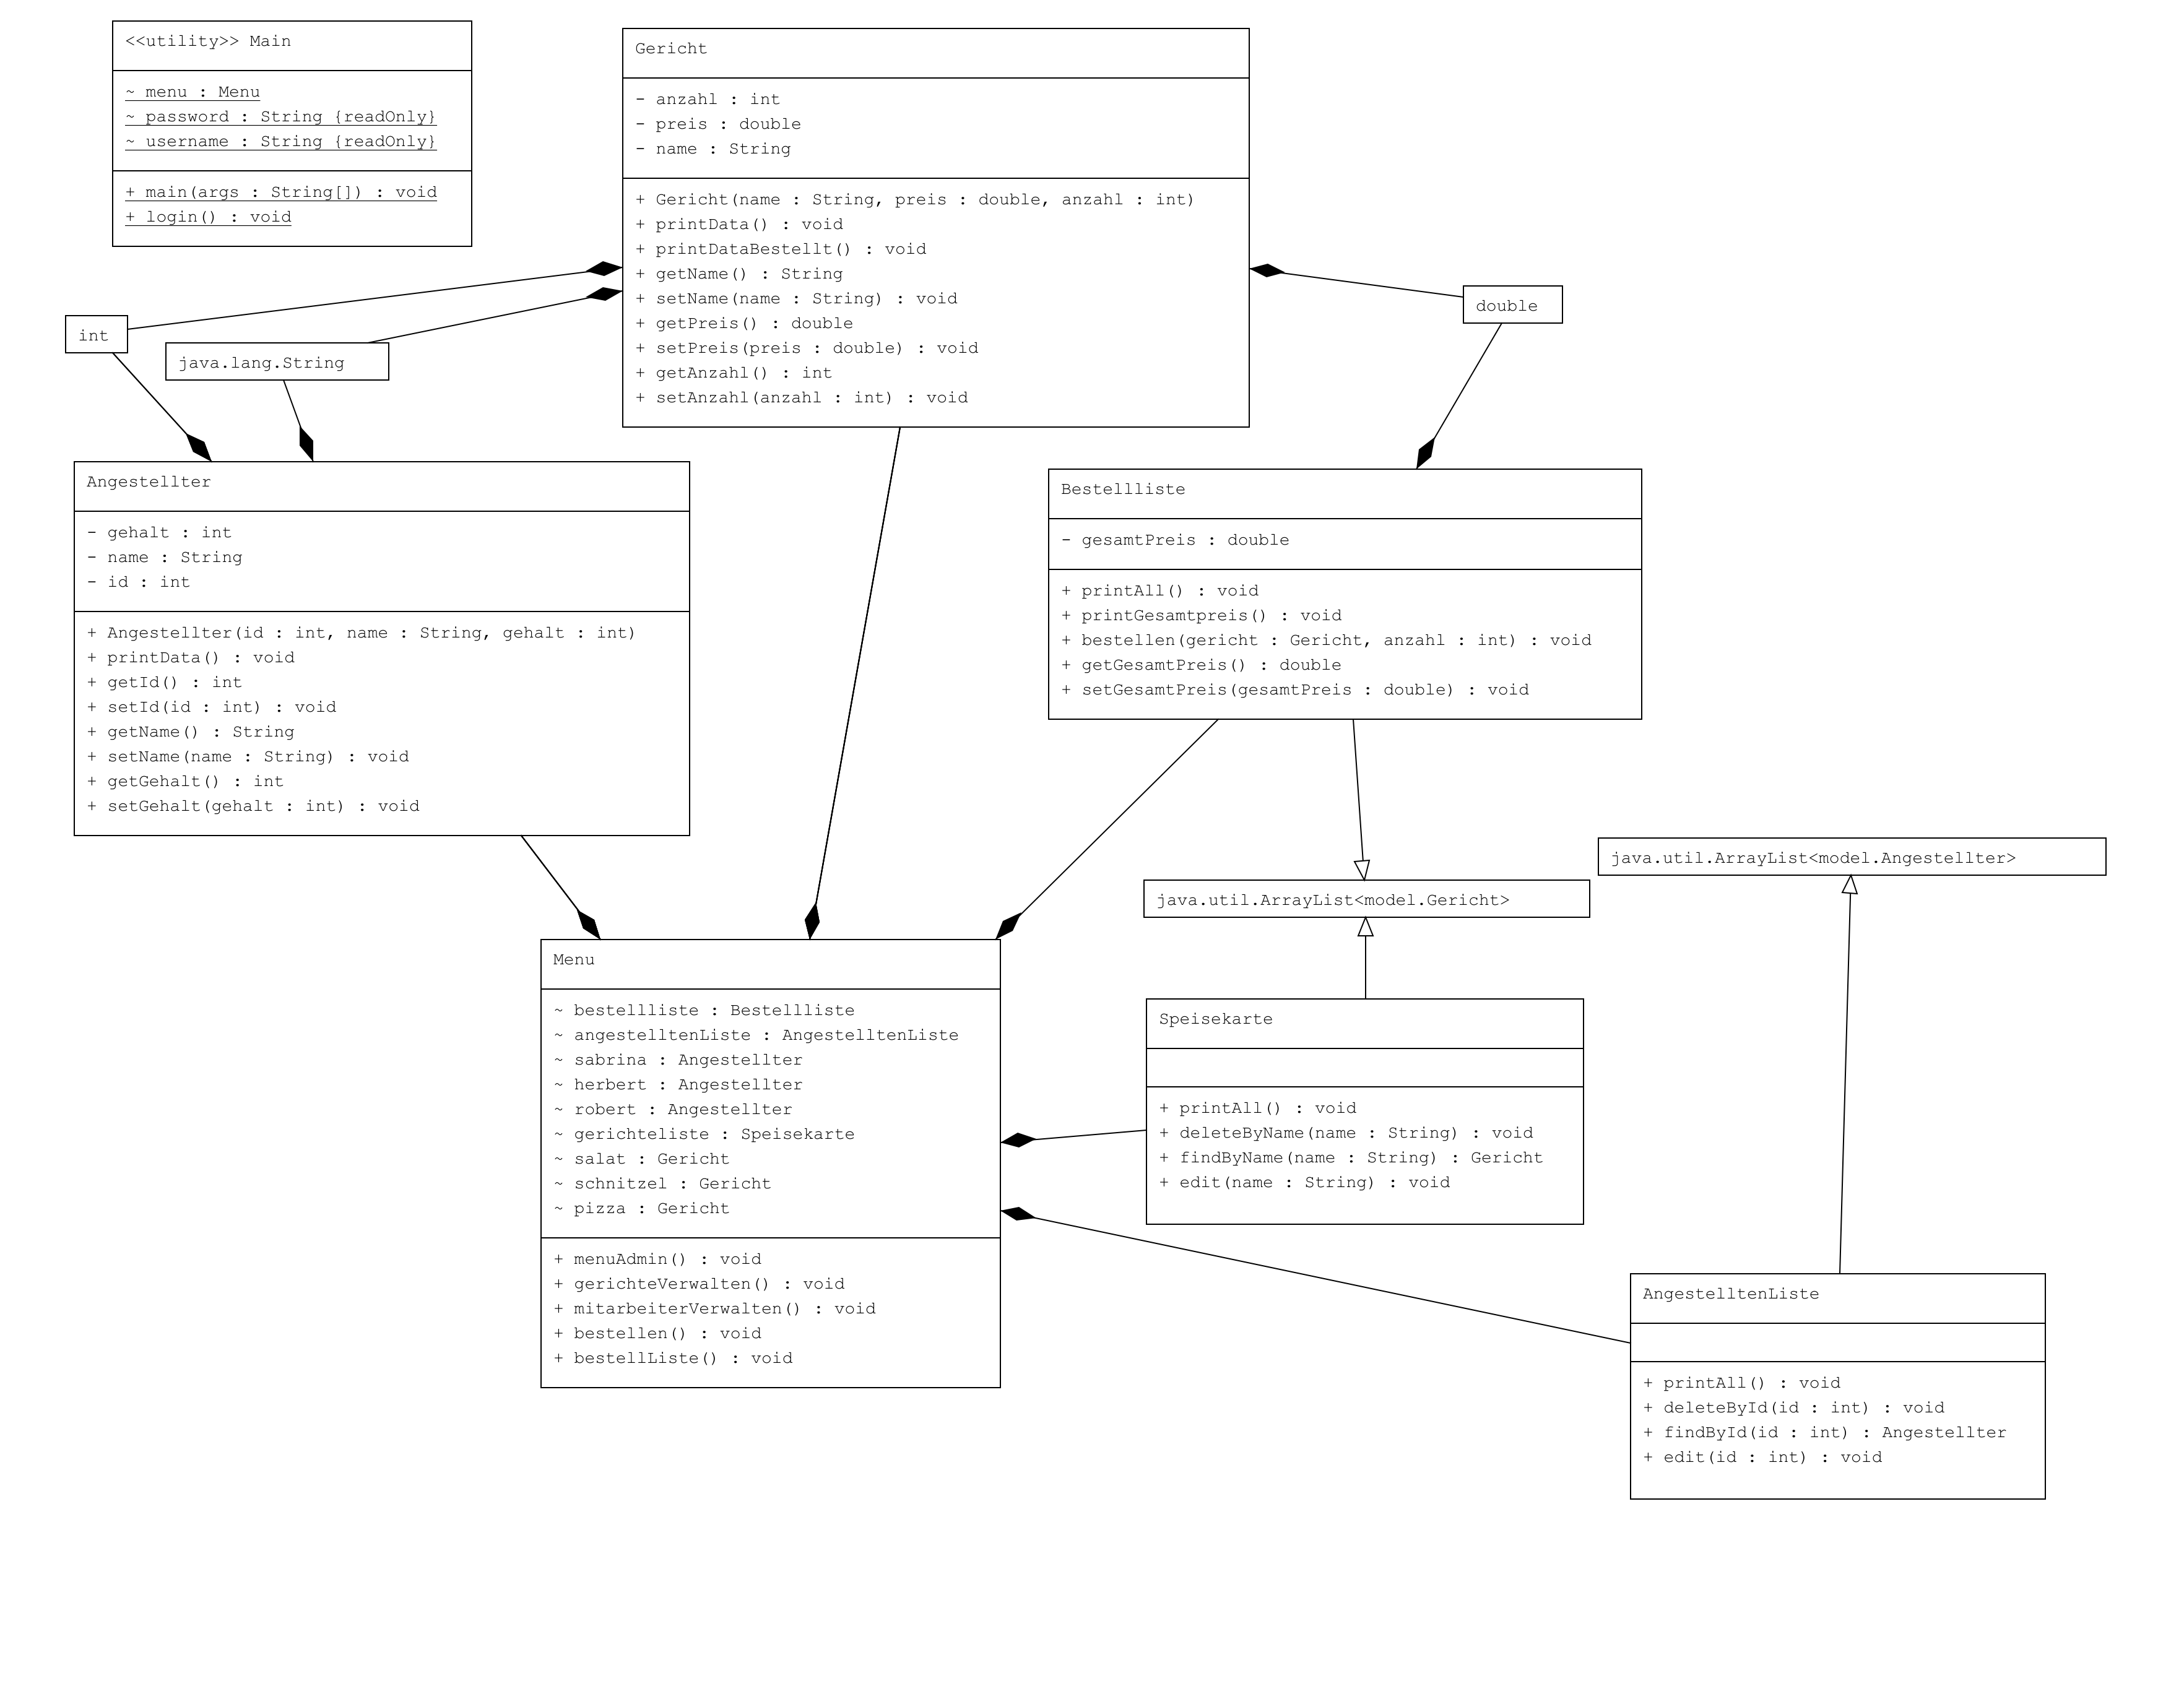 <<utility>> Main
~ menu : Menu
~ password : String {readOnly}
~ username : String {readOnly}
+ main(args : String[]) : void
+ login() : void
Gericht
- anzahl : int
- preis : double
- name : String
+ Gericht(name : String, preis : double, anzahl : int)
+ printData() : void
+ printDataBestellt() : void
+ getName() : String
+ setName(name : String) : void
+ getPreis() : double
+ setPreis(preis : double) : void
+ getAnzahl() : int
+ setAnzahl(anzahl : int) : void
double
int
java.lang.String
Angestellter
- gehalt : int
- name : String
- id : int
+ Angestellter(id : int, name : String, gehalt : int)
+ printData() : void
+ getId() : int
+ setId(id : int) : void
+ getName() : String
+ setName(name : String) : void
+ getGehalt() : int
+ setGehalt(gehalt : int) : void
Bestellliste
- gesamtPreis : double
+ printAll() : void
+ printGesamtpreis() : void
+ bestellen(gericht : Gericht, anzahl : int) : void
+ getGesamtPreis() : double
+ setGesamtPreis(gesamtPreis : double) : void
java.util.ArrayList<model.Angestellter>
java.util.ArrayList<model.Gericht>
Menu
~ bestellliste : Bestellliste
~ angestelltenListe : AngestelltenListe
~ sabrina : Angestellter
~ herbert : Angestellter
~ robert : Angestellter
~ gerichteliste : Speisekarte
~ salat : Gericht
~ schnitzel : Gericht
~ pizza : Gericht
+ menuAdmin() : void
+ gerichteVerwalten() : void
+ mitarbeiterVerwalten() : void
+ bestellen() : void
+ bestellListe() : void
Speisekarte
+ printAll() : void
+ deleteByName(name : String) : void
+ findByName(name : String) : Gericht
+ edit(name : String) : void
AngestelltenListe
+ printAll() : void
+ deleteById(id : int) : void
+ findById(id : int) : Angestellter
+ edit(id : int) : void